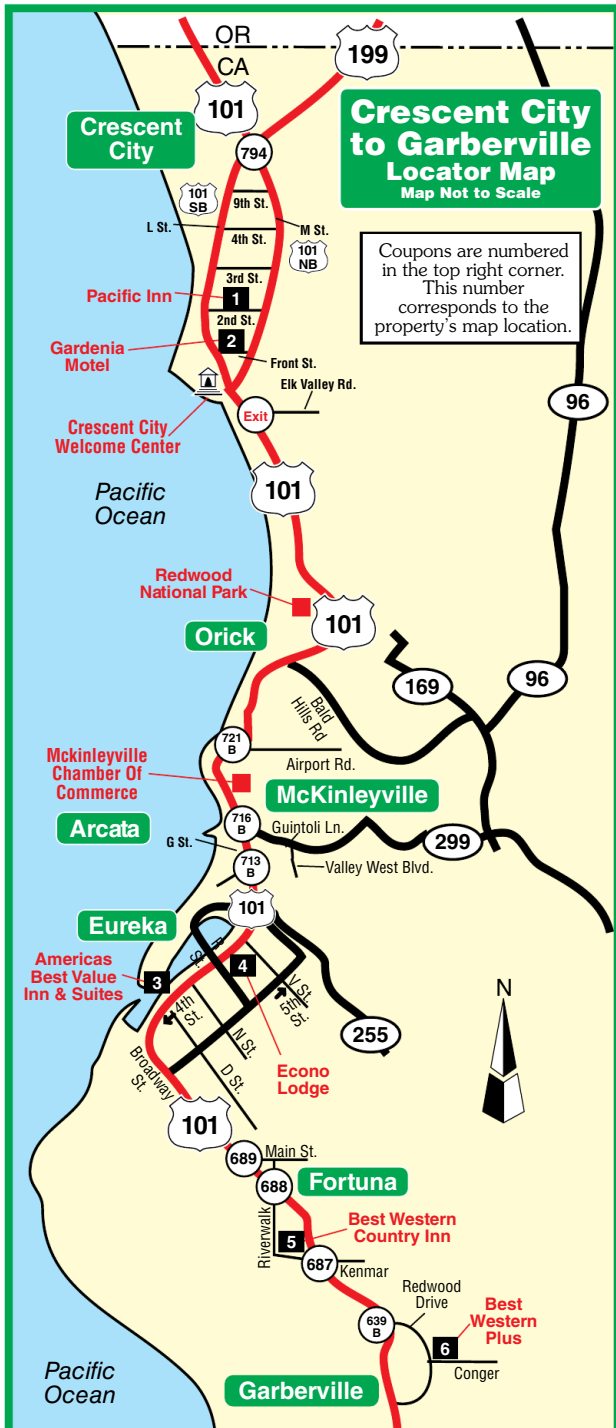 OR
CA
199
101
Crescent
City
Crescent City
to Garberville
Locator Map
Map Not to Scale
794
101
SB
9th St.
L St.
M St.
4th St.
101
NB
Coupons are numbered
in the top right corner.
This number
corresponds to the
property's map location.
3rd St.
Pacific Inn
1
2nd St.
2
Gardenia
Motel
Front St.
Elk Valley Rd.
96
Exit
Crescent City
Welcome Center
101
Pacific
Ocean
Redwood
National Park
101
Orick
169
96
Bald
Hills Rd
721
B
Airport Rd.
Mckinleyville
Chamber Of
Commerce
McKinleyville
716
B
Arcata
Guintoli Ln.
299
G St.
713
B
Valley West Blvd.
101
Eureka
R
St.
Americas
Best Value
Inn & Suites
3
4
V St.
5th St.
4th
St.
N St.
255
N
Broadway
St.
D St.
Econo
Lodge
101
689
Main St.
688
Fortuna
Riverwalk
5
Best Western
Country Inn
687
Kenmar
Redwood
Drive
639
B
Best
Western
Plus
6
Conger
Pacific
Ocean
Garberville